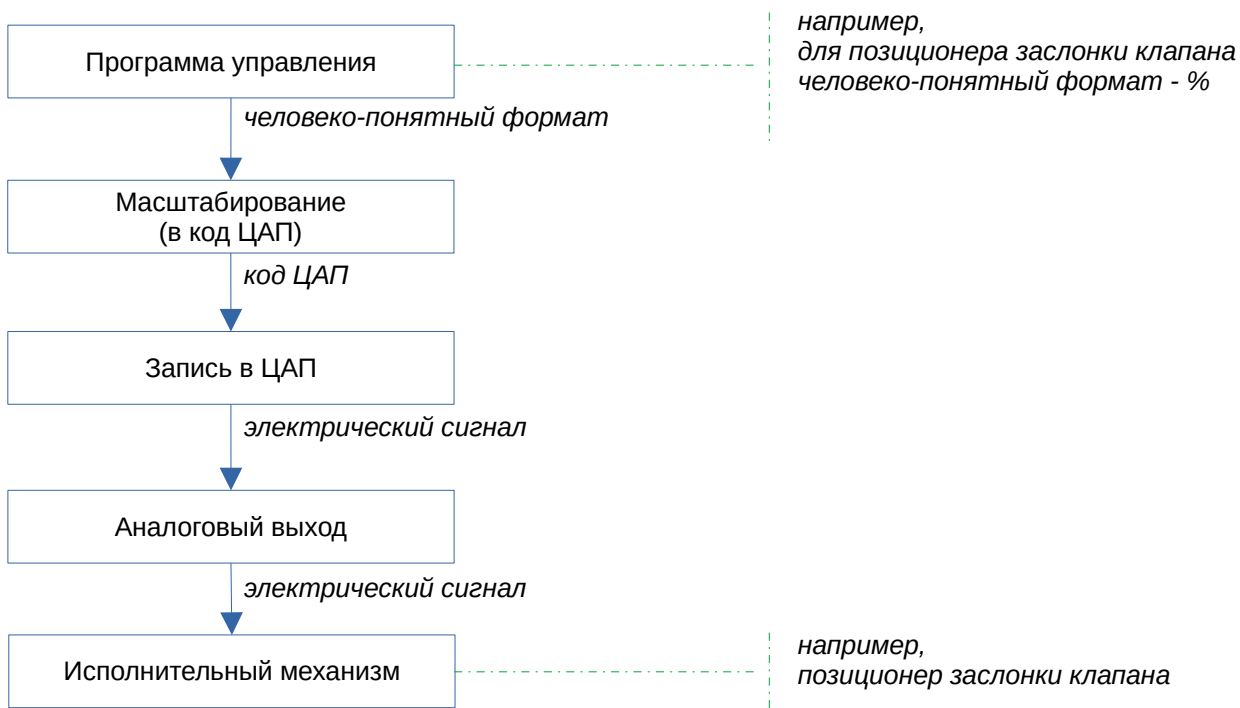 Программа управления
например,
для позиционера заслонки клапана
человеко-понятный формат - %
человеко-понятный формат
Масштабирование
(в код ЦАП)
код ЦАП
Запись в ЦАП
электрический сигнал
Аналоговый выход
электрический сигнал
Исполнительный механизм
например,
позиционер заслонки клапана